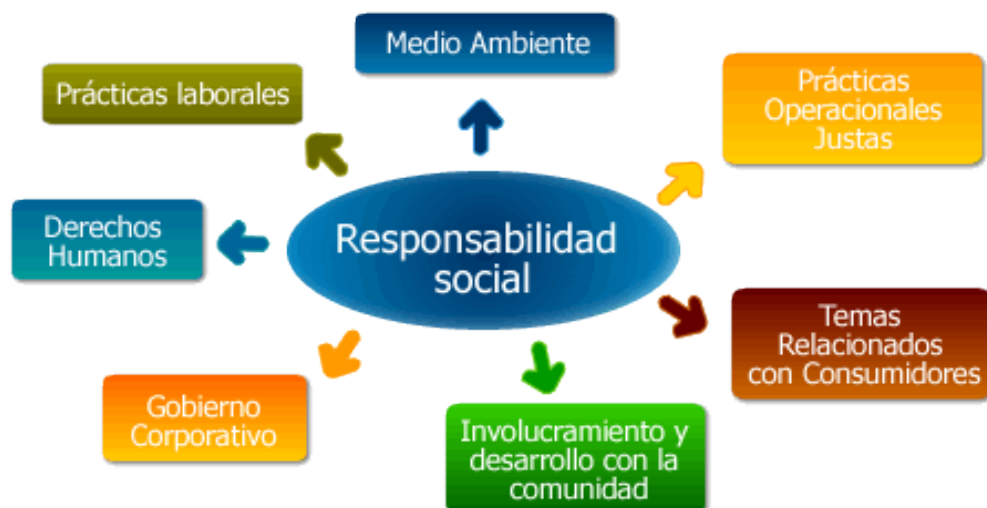 Medio Ambiente
Prácticas laborales
Prácticas
Operacionales
Justas
Derechos
Humanos
Responsabilidad
social
Temas
Relacionados
con Consumidores
Gobierno
Corporativo
Involucramiento y
desarrollo con la
comunidad